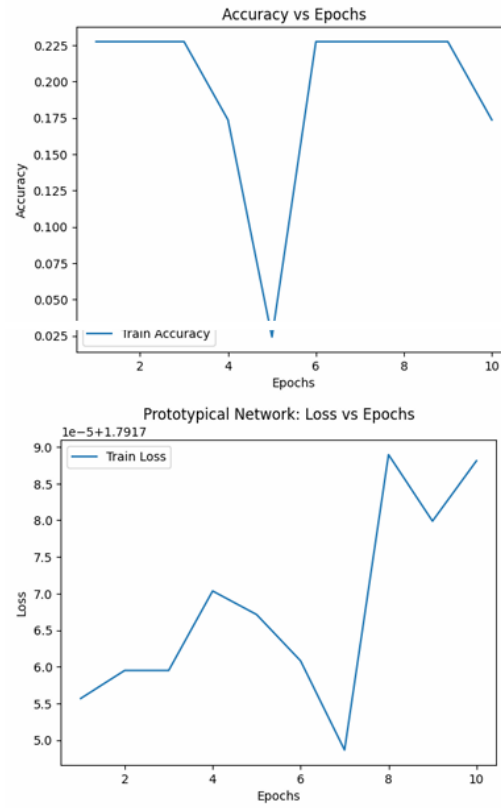 Accuracy vs Epochs
0.225
0.200
0.175
0.150
0.125
0.100
0.075
0.050
0.025
Accuracy
Train Accuracy
2 4 6 8 10
Epochs
Prototypical Network: Loss vs Epochs
1e-5+1.7917
9.0
8.5
8.0
7.5
7.0
6.5
6.0
5.5
5.0
Loss
Train Loss
2 4 6 8 10
Epochs